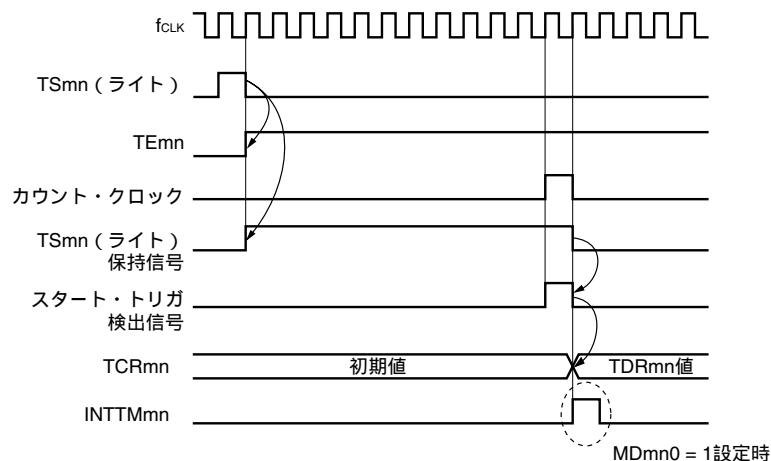 fCLK
TSmn（ライト）
TEmn
カウント・クロック
TSmn（ライト）
保持信号
スタート・トリガ
検出信号
TCRmn
初期値
TDRmn値
INTTMmn
MDmn0 = 1設定時